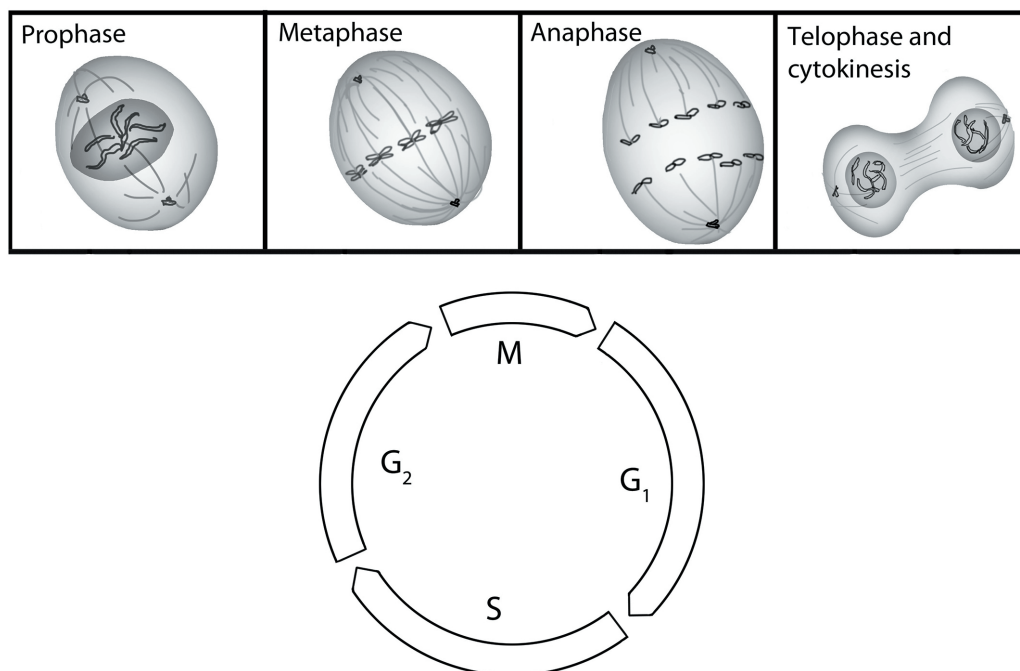 Prophase
Metaphase
Anaphase
Telophase and
cytokinesis
M
G₂
G₁
S